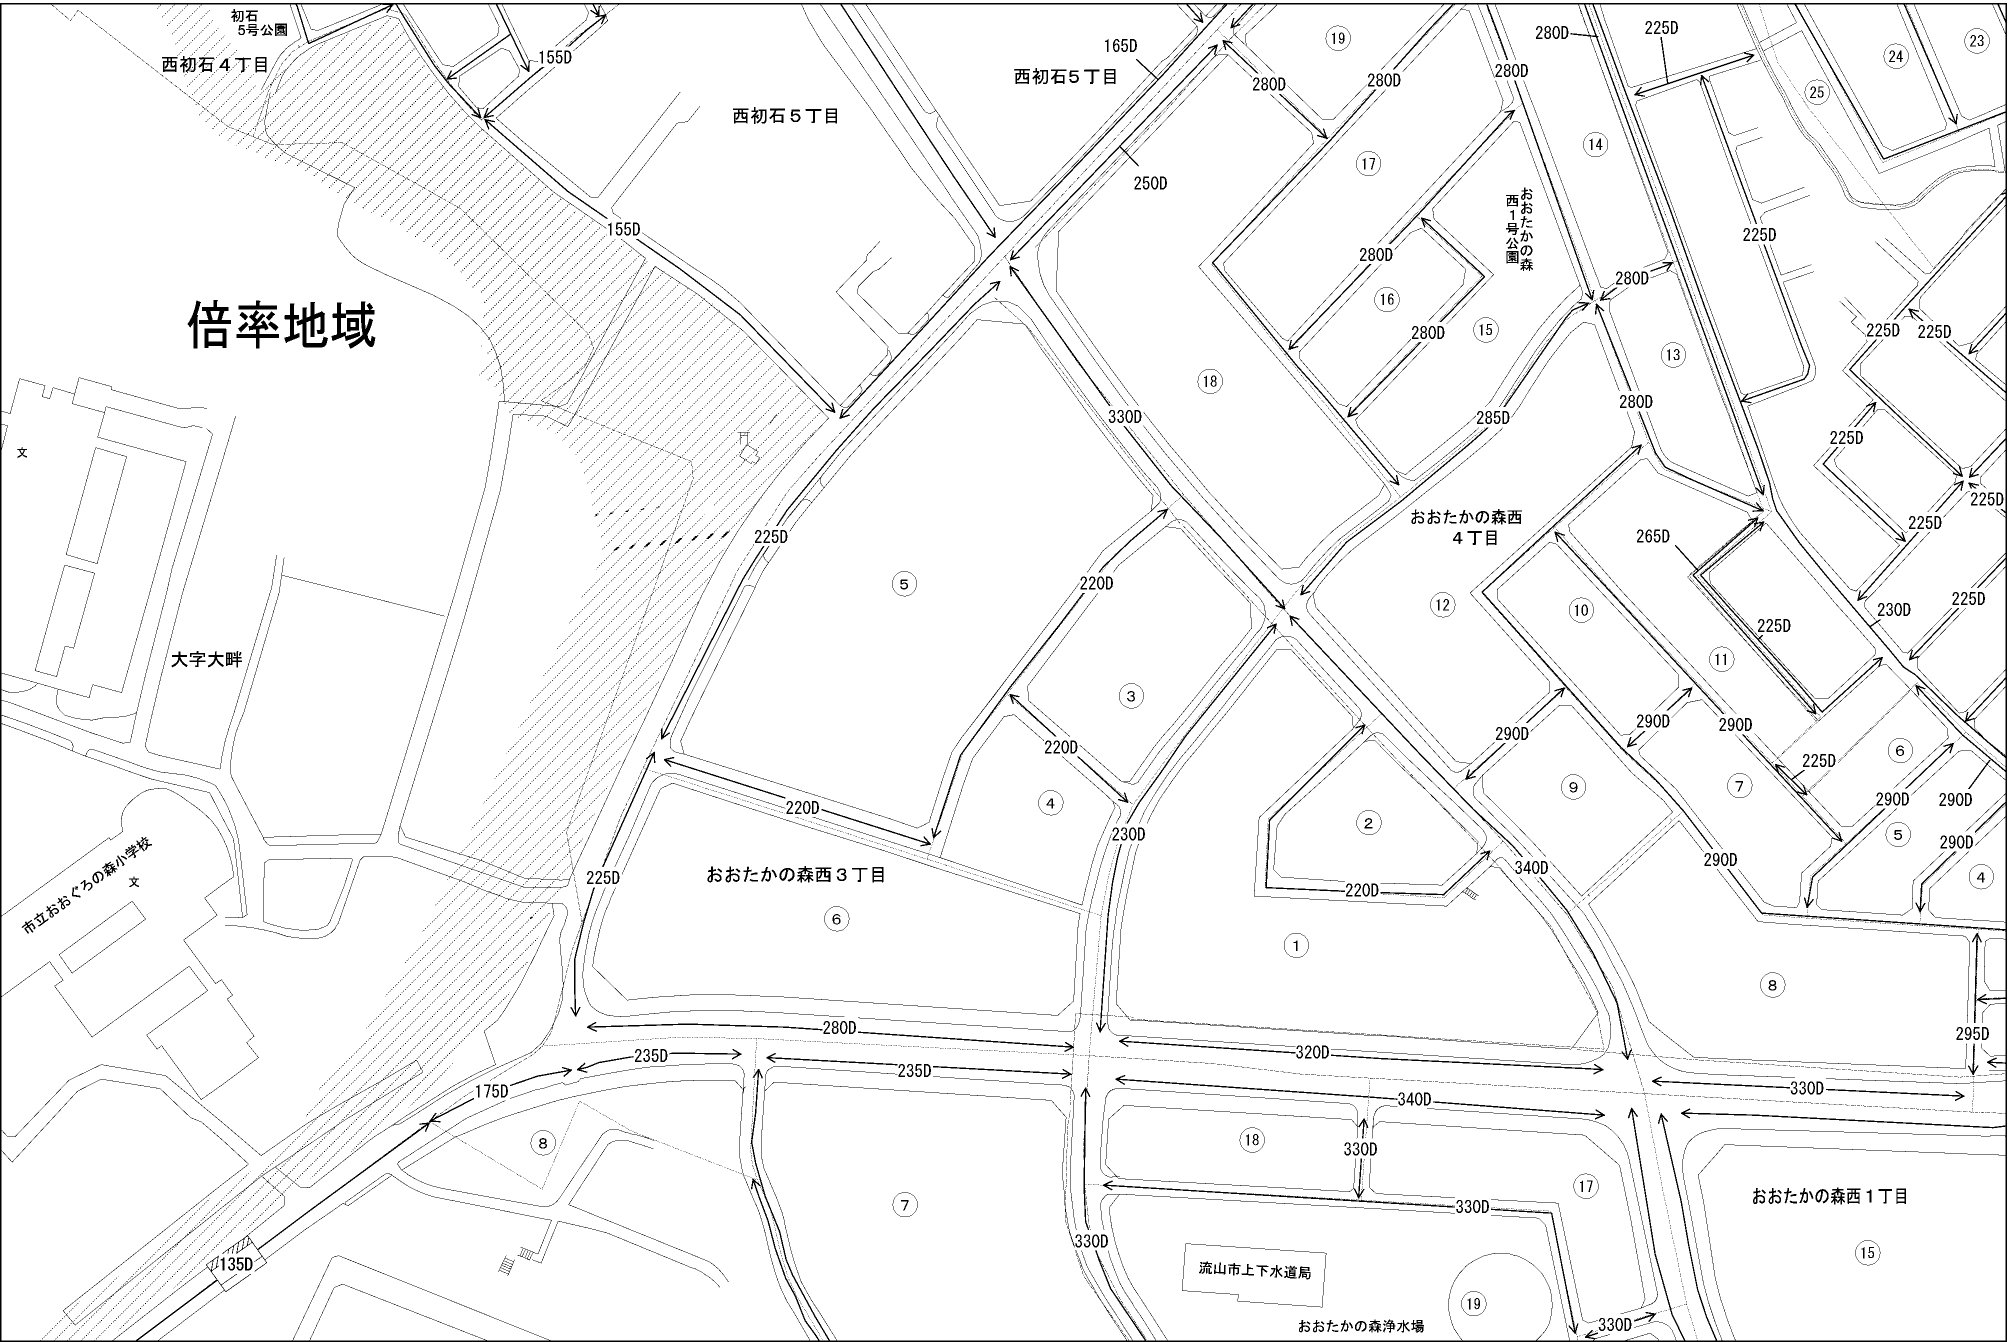 初石
5号公園
西初石４丁目
155D
165D
西初石５丁目
西初石５丁目
280D
⑲
280D
280D
280D
225D
㉔
㉓
㉕
⑰
⑭
250D
おおたかの森
西１号公園
155D
225D
280D
280D
⑯
⑮
280D
225D
225D
倍率地域
⑱
⑬
330D
285D
280D
225D
文
225D
225D
おおたかの森西
４丁目
225D
265D
⑤
220D
⑫
⑩
225D
230D
225D
大字大畔
⑪
③
220D
290D
290D
290D
⑥
225D
220D
④
⑨
⑦
290D
290D
230D
②
⑤
290D
市立おおぐろの森小学校
文
225D
おおたかの森西３丁目
220D
340D
290D
④
⑥
①
⑧
280D
295D
235D
235D
320D
175D
340D
330D
⑧
⑱
330D
⑰
⑦
330D
おおたかの森西１丁目
330D
135D
流山市上下水道局
⑮
⑲
おおたかの森浄水場
330D